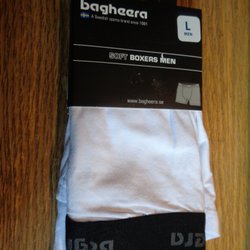 bagheera
A Swedish sports brand since 1981
L
MEN
SOFT BOXERS MEN
www.bagheera.se